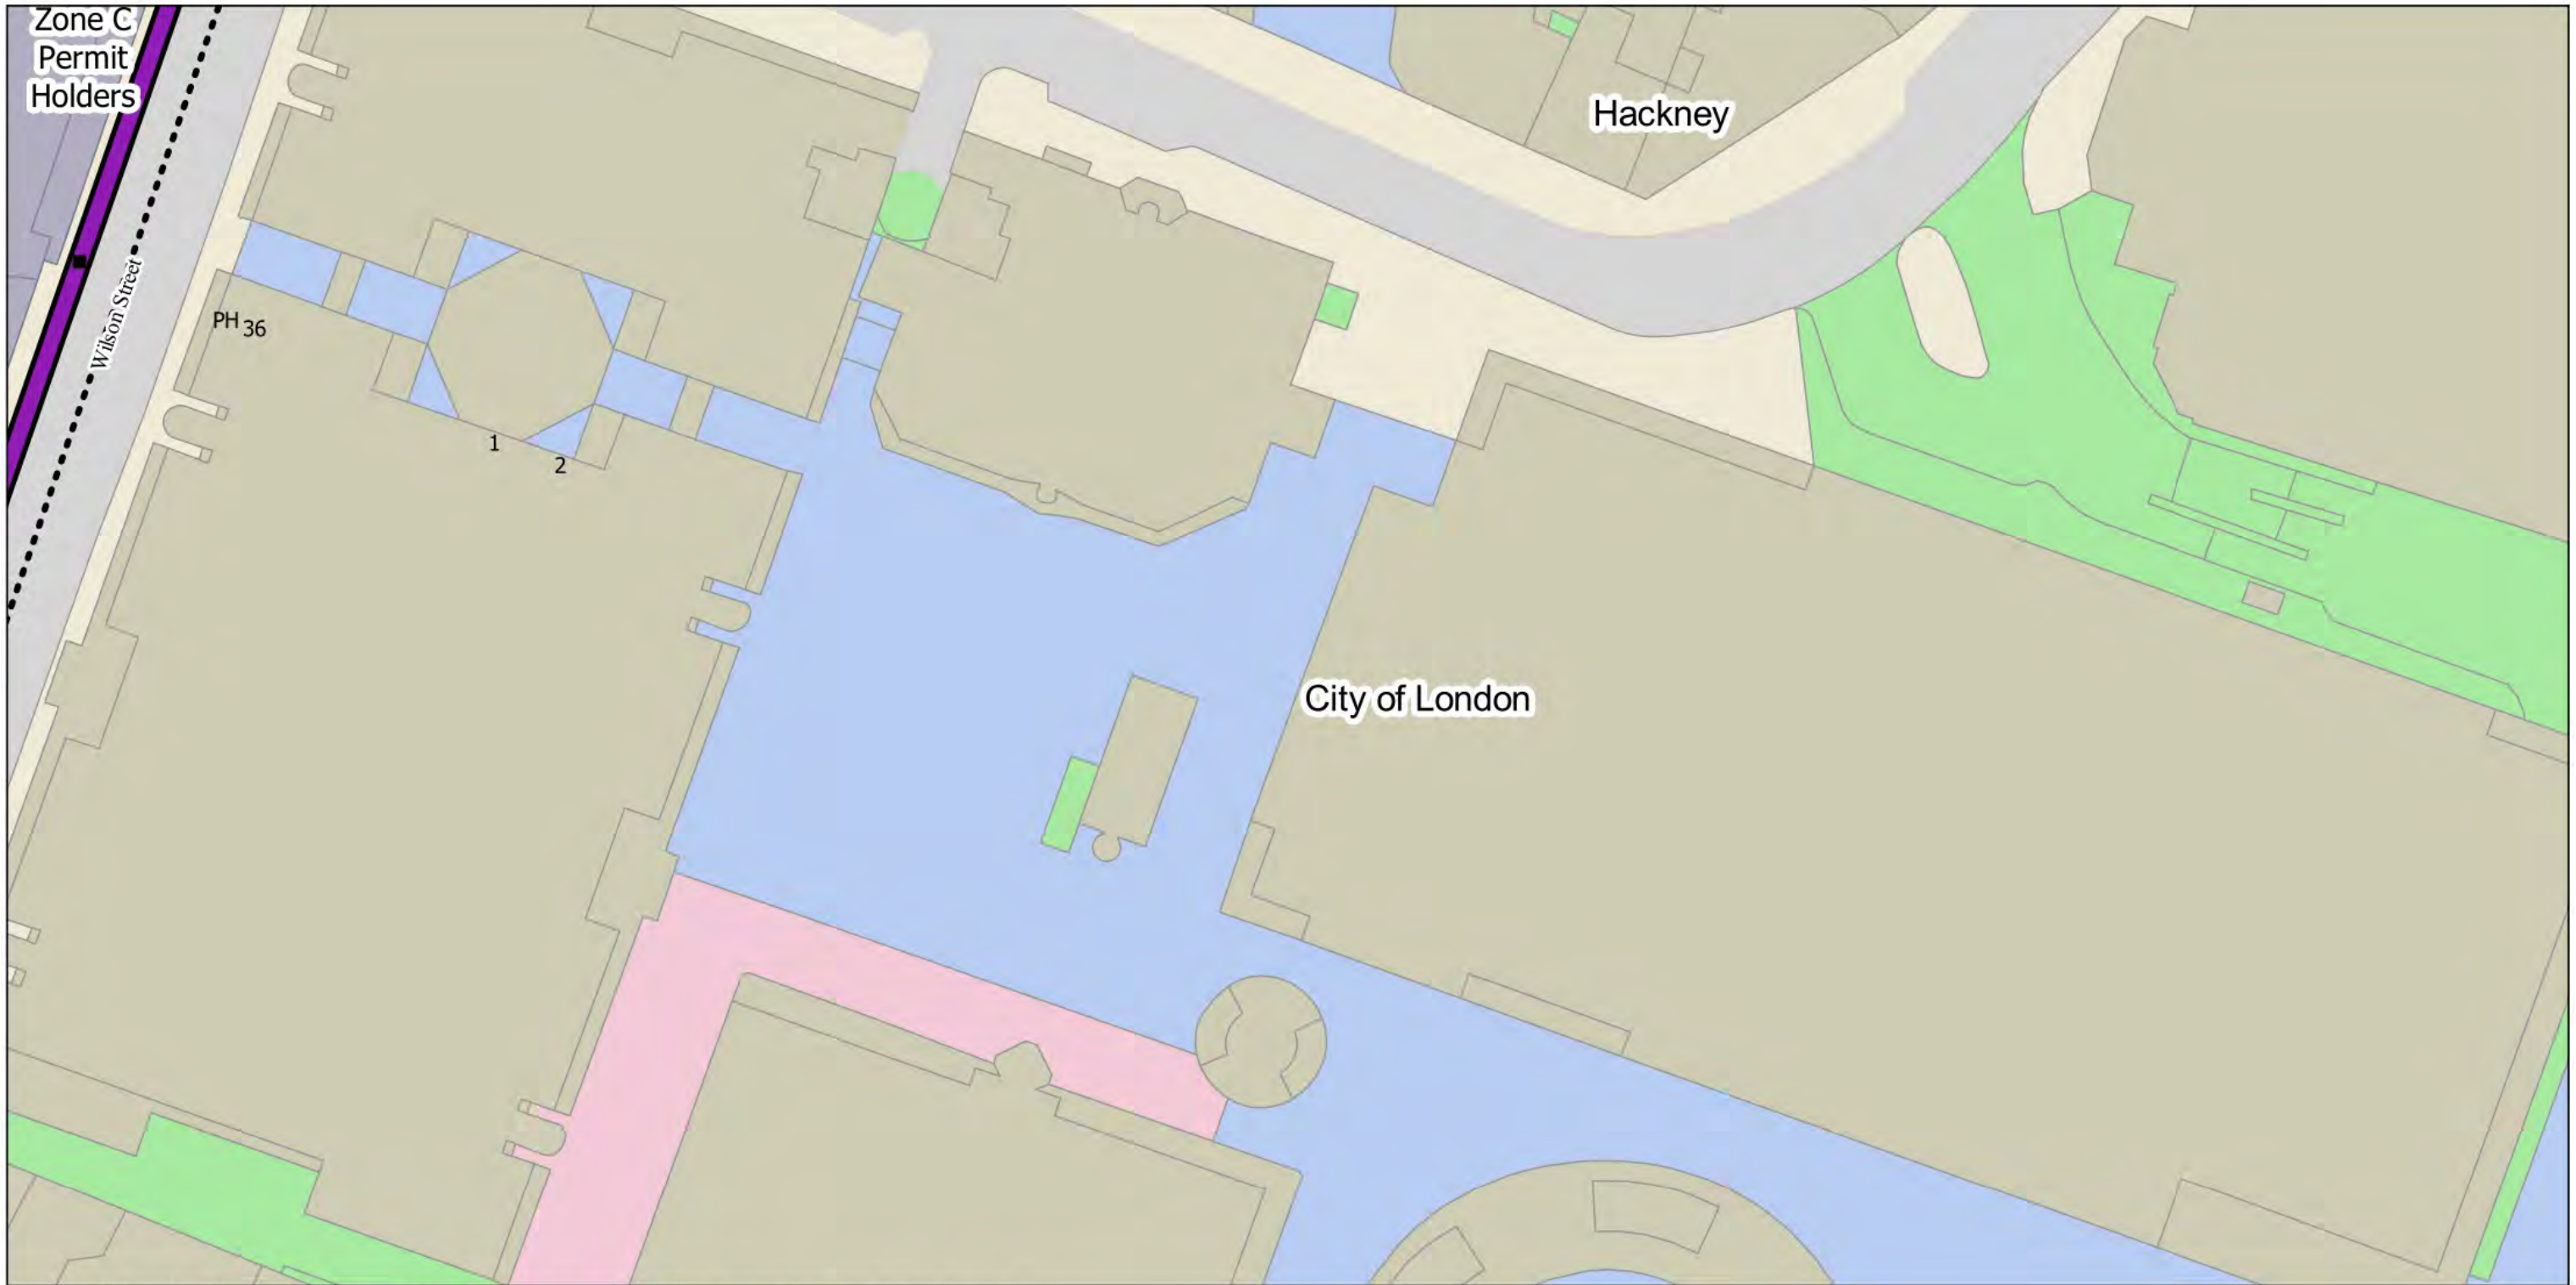 Zone C
Permit
Holders
Hackney
Wilson Street
PH 36
1
2
City of London